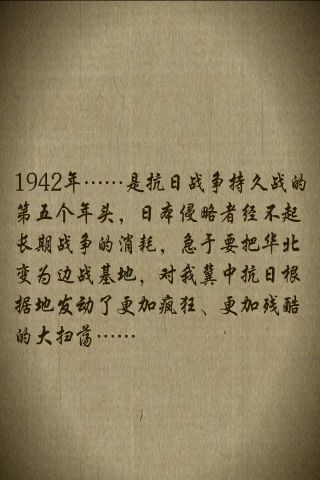 1942年……是抗日战争持久战的
第五个年头，日本侵略者经不起
长期战争的消耗，急于要把华北
变为边战基地，对我冀中抗日根
据地发动了更加疯狂、更加残酷
的大扫荡……